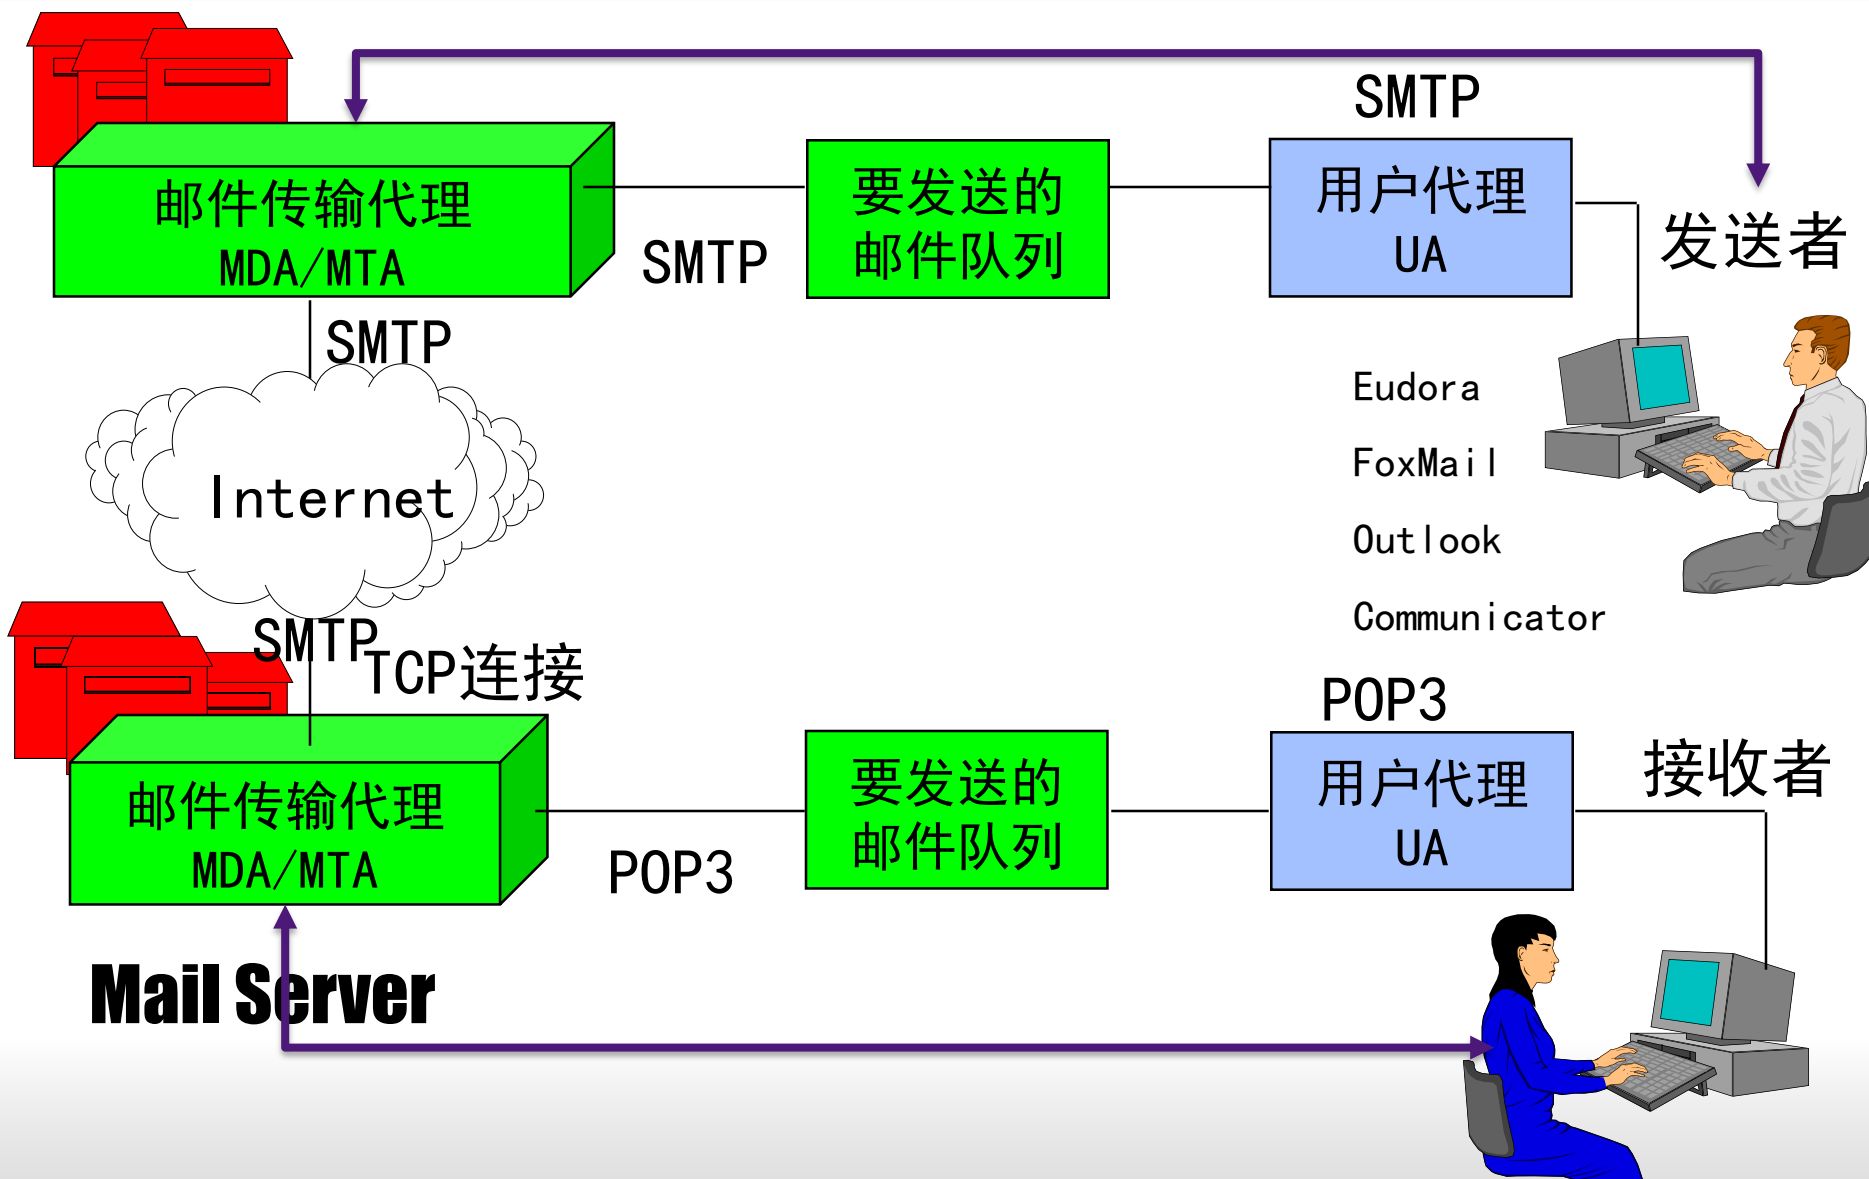 SMTP
邮件传输代理
MDA/MTA
SMTP
要发送的
邮件队列
用户代理
UA
发送者
SMTP
Internet
Eudora
FoxMail
Outlook
Communicator
SMTP
TCP连接
POP3
邮件传输代理
MDA/MTA
POP3
要发送的
邮件队列
用户代理
UA
接收者
Mail Server